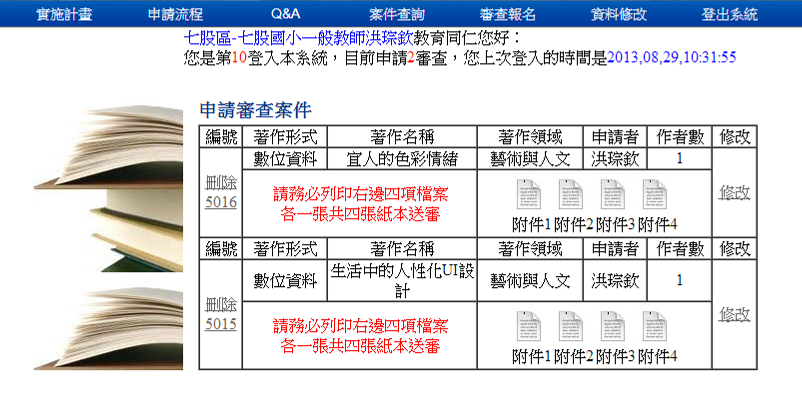 實施計畫 申請流程 Q&A 案件查詢 審查報名 資料修改 登出系統
七股區-七股國小一般教師洪琮欽教育同仁您好：
您是第10登入本系統，目前申請2審查，您上次登入的時間是2013,08,29,10:31:55
申請審查案件
編號 著作形式 著作名稱 著作領域 申請者 作者數 修改
刪除
5016
數位資料 宜人的色彩情緒 藝術與人文 洪琮欽 1
修改
請務必列印右邊四項檔案
各一張共四張紙本送審
附件1 附件2 附件3 附件4
編號 著作形式 著作名稱 著作領域 申請者 作者數 修改
刪除
5015
數位資料 生活中的人性化UI設
計
藝術與人文 洪琮欽 1
修改
請務必列印右邊四項檔案
各一張共四張紙本送審
附件1 附件2 附件3 附件4